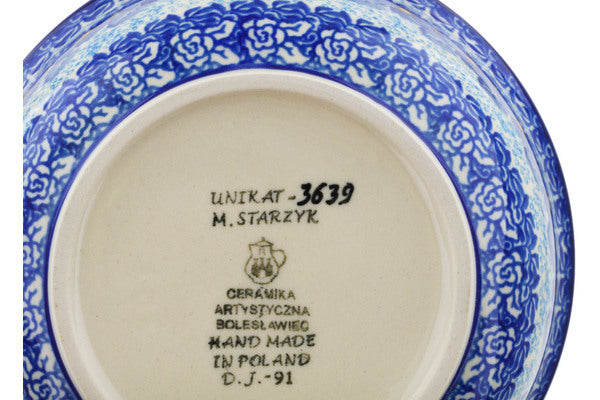 UNIKAT-3639
M. STARZYK
CERAMIKA
ARTYSTYCZNA
BOLESŁAWIEC
HAND MADE
IN POLAND
D.J.-91